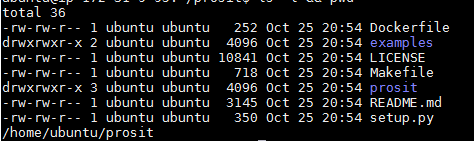 total 36
-rw-rw-r-- 1 ubuntu ubuntu   252 Oct 25 20:54 Dockerfile
drwxrwxr-x 2 ubuntu ubuntu  4096 Oct 25 20:54 examples
-rw-rw-r-- 1 ubuntu ubuntu 10841 Oct 25 20:54 LICENSE
-rw-rw-r-- 1 ubuntu ubuntu   718 Oct 25 20:54 Makefile
drwxrwxr-x 3 ubuntu ubuntu  4096 Oct 25 20:54 prosit
-rw-rw-r-- 1 ubuntu ubuntu  3145 Oct 25 20:54 README.md
-rw-rw-r-- 1 ubuntu ubuntu   350 Oct 25 20:54 setup.py
/home/ubuntu/prosit